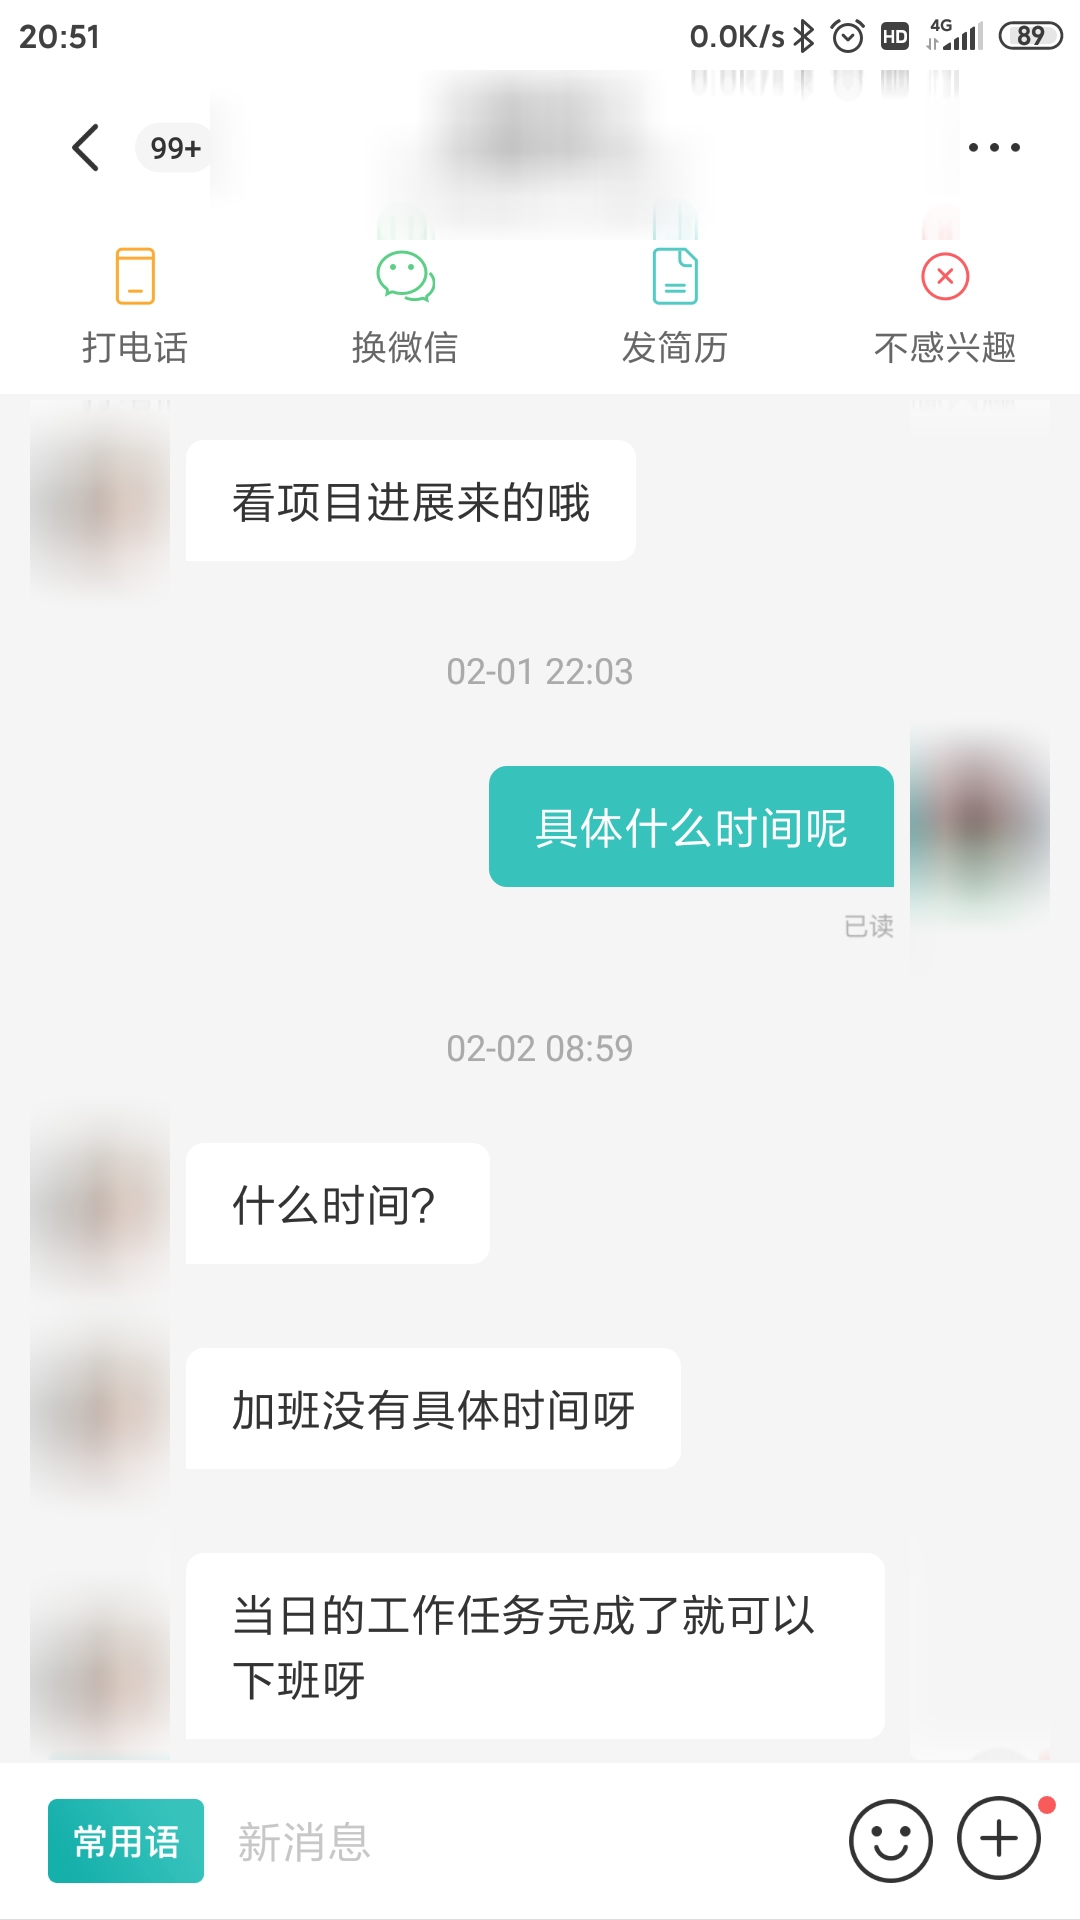 20:51
0.0K/s HD 4G 89
99+
打电话
换微信
发简历
不感兴趣
看项目进展来的哦
02-01 22:03
具体什么时间呢
已读
02-02 08:59
什么时间?
加班没有具体时间呀
当日的工作任务完成了就可以
下班呀
常用语
新消息